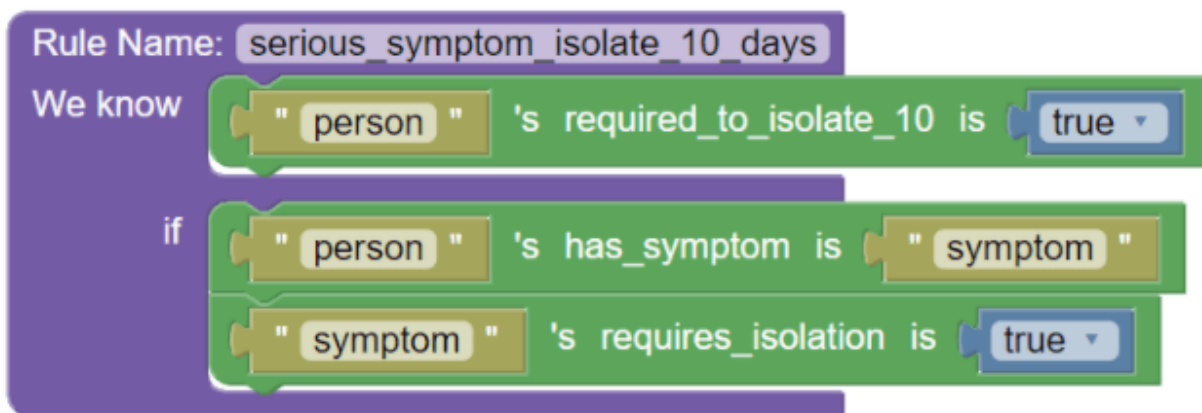 Rule Name: serious_symptom_isolate_10_days
We know " person " 's required_to_isolate_10 is true
if " person " 's has_symptom is " symptom "
" symptom " 's requires_isolation is true